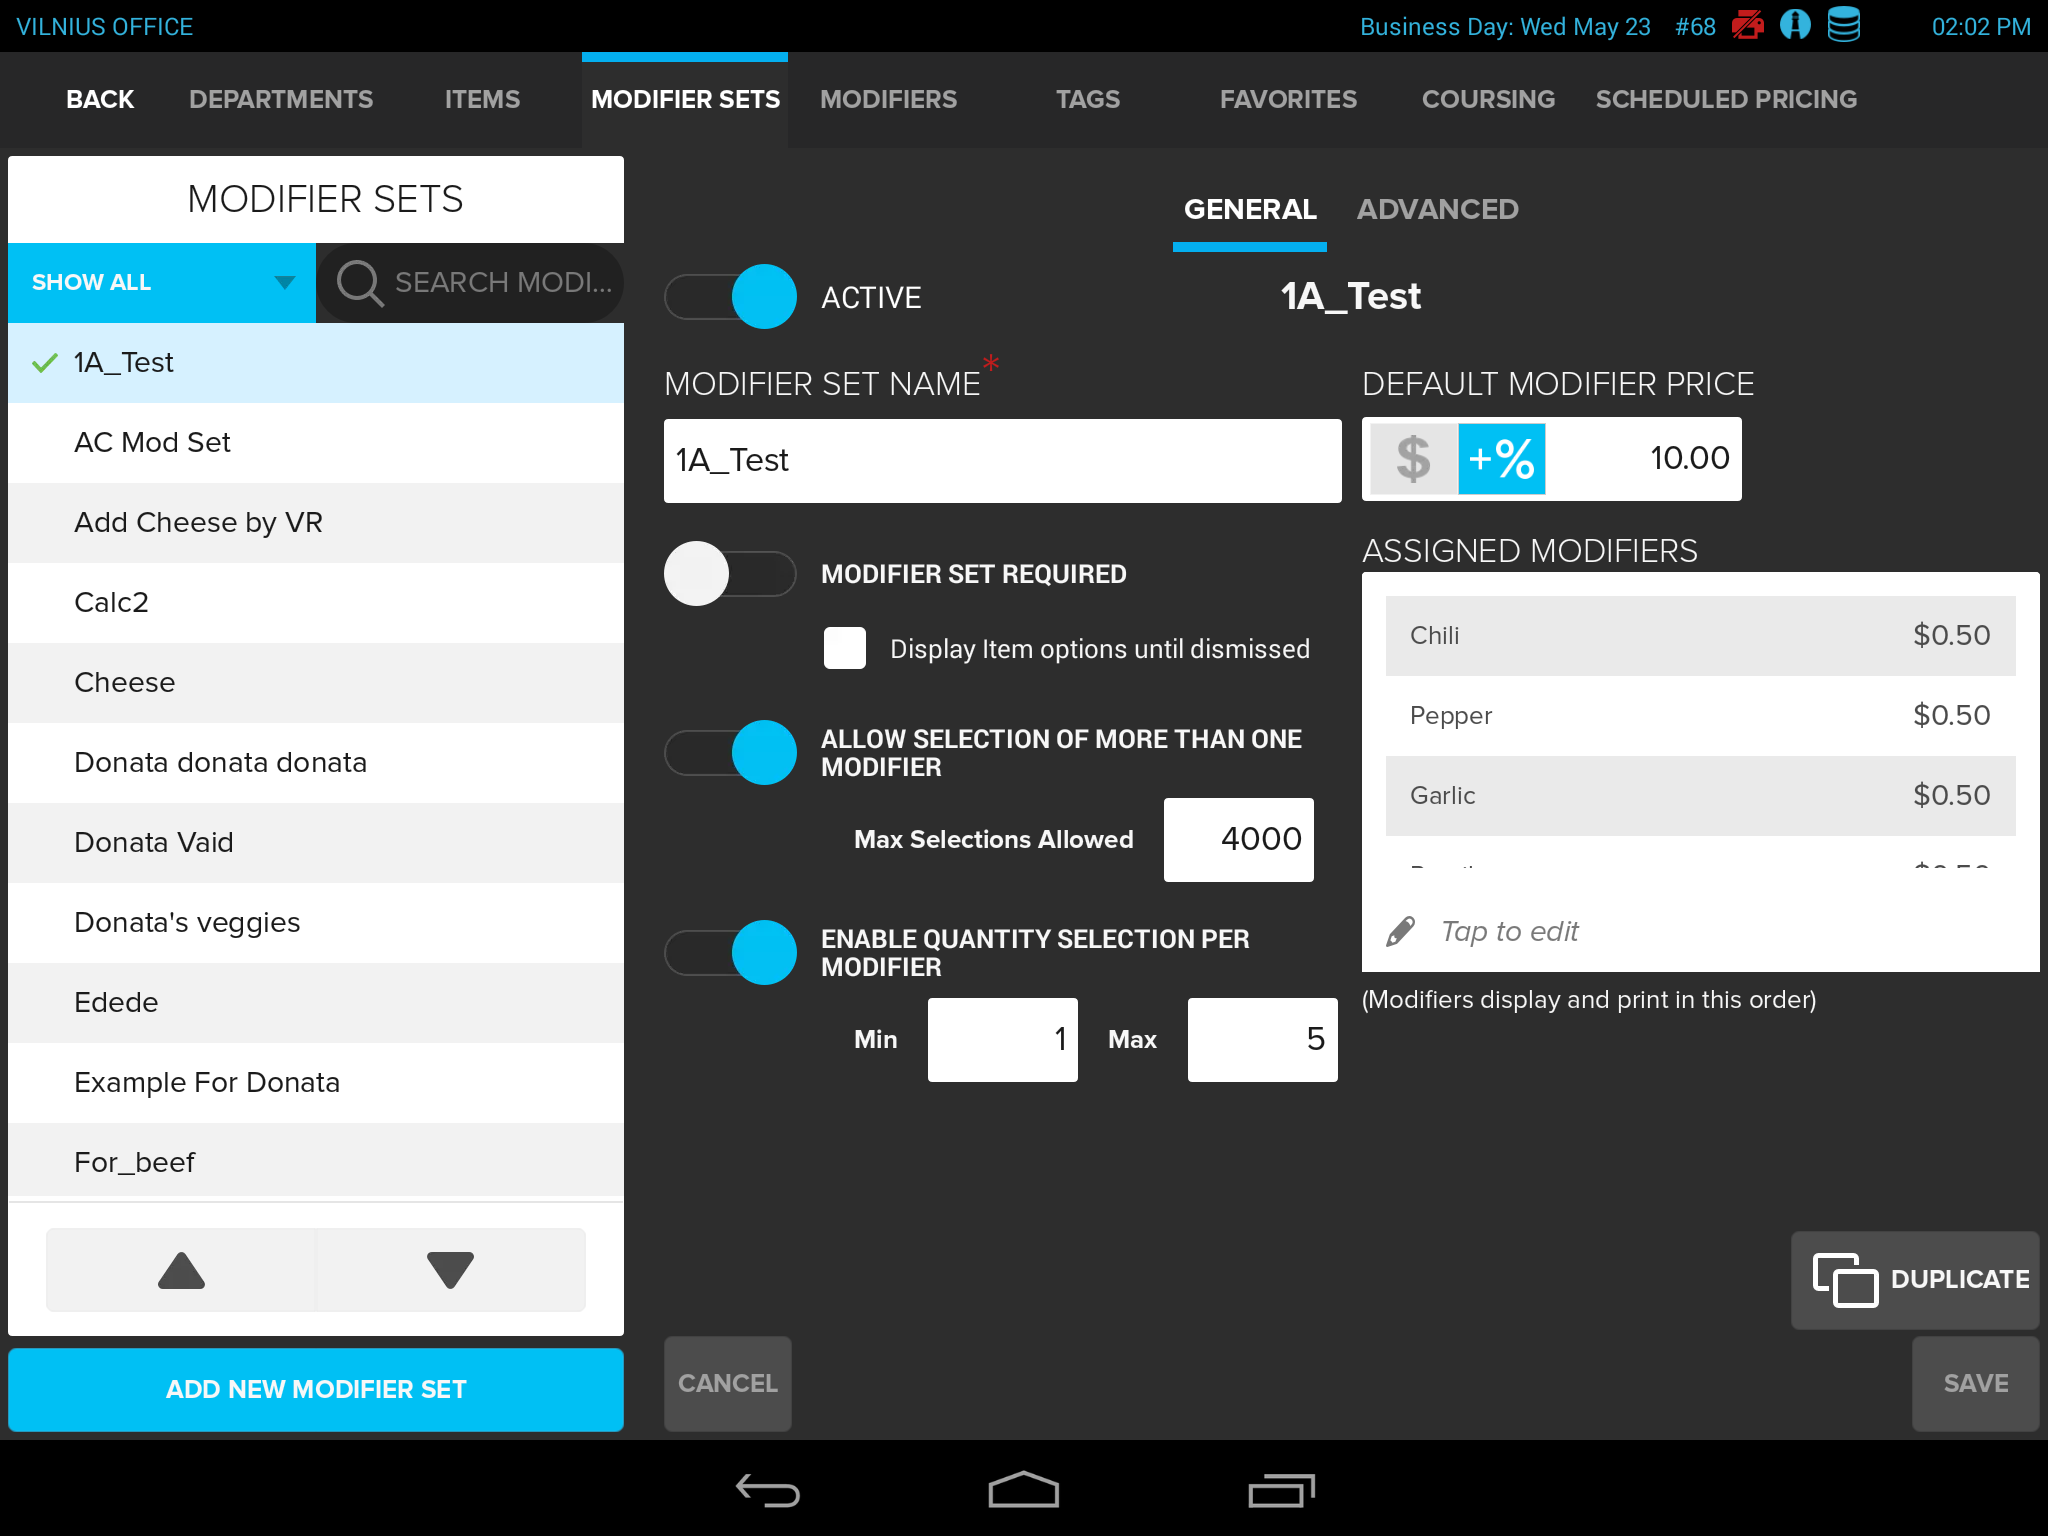 VILNIUS OFFICE
Business Day: Wed May 23 #68 02:02 PM
BACK DEPARTMENTS ITEMS MODIFIER SETS MODIFIERS TAGS FAVORITES COURSING SCHEDULED PRICING
MODIFIER SETS
SHOW ALL
SEARCH MODI...
1A_Test
AC Mod Set
Add Cheese by VR
Calc2
Cheese
Donata donata donata
Donata Vaid
Donata's veggies
Edede
Example For Donata
For_beef
ADD NEW MODIFIER SET
GENERAL ADVANCED
ACTIVE
1A_Test
MODIFIER SET NAME*
1A_Test
MODIFIER SET REQUIRED
Display Item options until dismissed
ALLOW SELECTION OF MORE THAN ONE
MODIFIER
Max Selections Allowed 4000
ENABLE QUANTITY SELECTION PER
MODIFIER
Min 1 Max 5
DEFAULT MODIFIER PRICE
$ +% 10.00
ASSIGNED MODIFIERS
Chili $0.50
Pepper $0.50
Garlic $0.50
$0.50
Tap to edit
(Modifiers display and print in this order)
DUPLICATE
CANCEL
SAVE